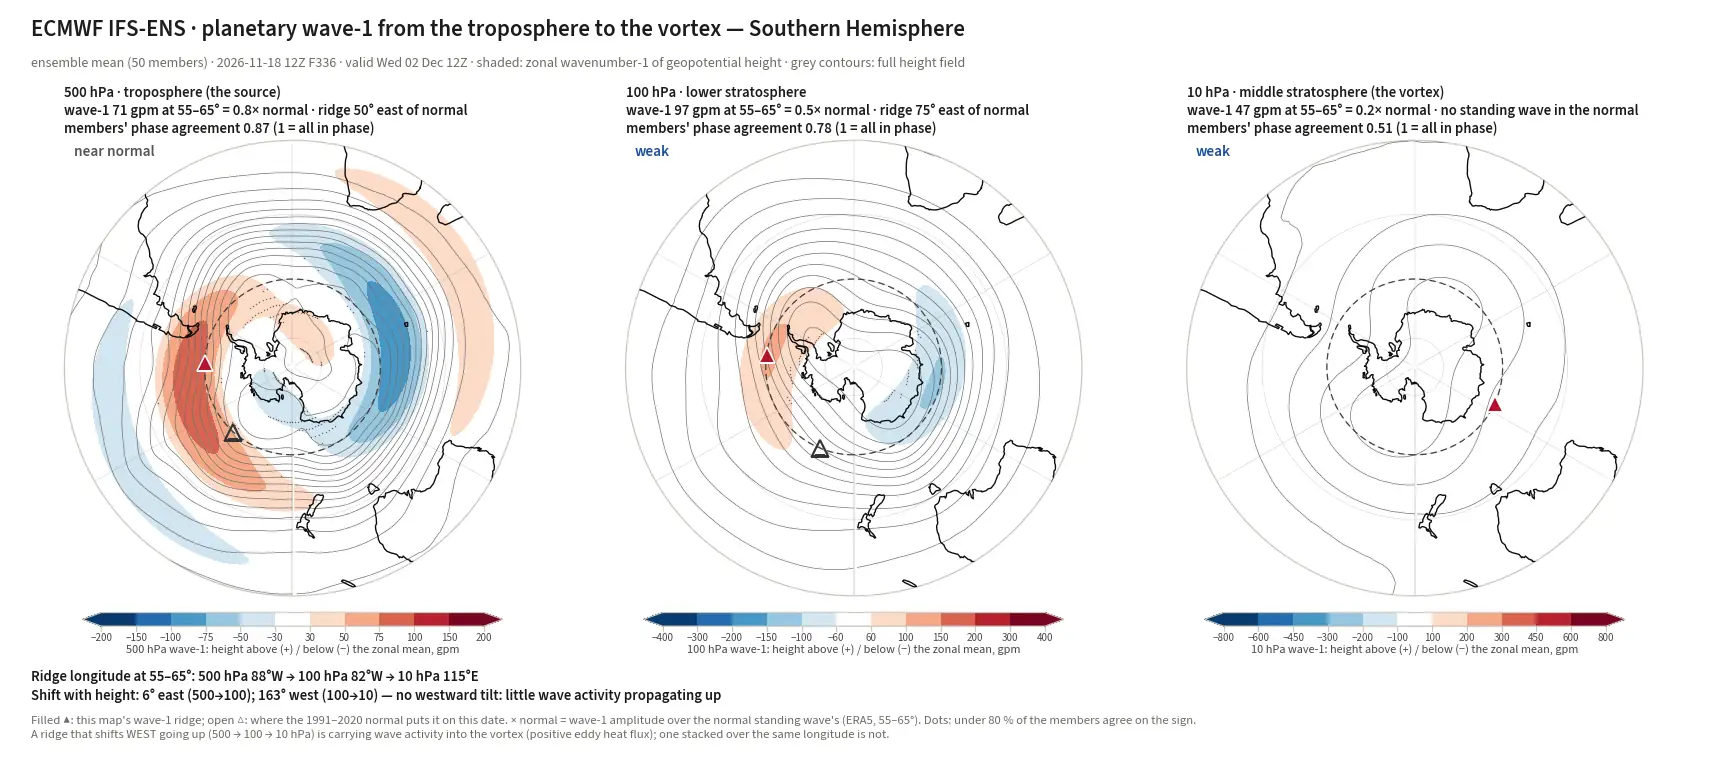 ECMWF IFS-ENS · planetary wave-1 from the troposphere to the vortex — Southern Hemisphere
ensemble mean (50 members) · 2026-11-18 12Z F336 · valid Wed 02 Dec 12Z · shaded: zonal wavenumber-1 of geopotential height · grey contours: full height field
500 hPa · troposphere (the source)
wave-1 71 gpm at 55–65° = 0.8× normal · ridge 50° east of normal
members' phase agreement 0.87 (1 = all in phase)
near normal
100 hPa · lower stratosphere
wave-1 97 gpm at 55–65° = 0.5× normal · ridge 75° east of normal
members' phase agreement 0.78 (1 = all in phase)
weak
10 hPa · middle stratosphere (the vortex)
wave-1 47 gpm at 55–65° = 0.2× normal · no standing wave in the normal
members' phase agreement 0.51 (1 = all in phase)
weak
−200 −150 −100 −75 −50 −30 30 50 75 100 150 200
500 hPa wave-1: height above (+) / below (−) the zonal mean, gpm
−400 −300 −200 −150 −100 −60 60 100 150 200 300 400
100 hPa wave-1: height above (+) / below (−) the zonal mean, gpm
−800 −600 −450 −300 −200 −100 100 200 300 450 600 800
10 hPa wave-1: height above (+) / below (−) the zonal mean, gpm
Ridge longitude at 55–65°: 500 hPa 88°W → 100 hPa 82°W → 10 hPa 115°E
Shift with height: 6° east (500→100); 163° west (100→10) — no westward tilt: little wave activity propagating up
Filled ▲: this map's wave-1 ridge; open △: where the 1991–2020 normal puts it on this date. × normal = wave-1 amplitude over the normal standing wave's (ERA5, 55–65°). Dots: under 80 % of the members agree on the sign.
A ridge that shifts WEST going up (500 → 100 → 10 hPa) is carrying wave activity into the vortex (positive eddy heat flux); one stacked over the same longitude is not.